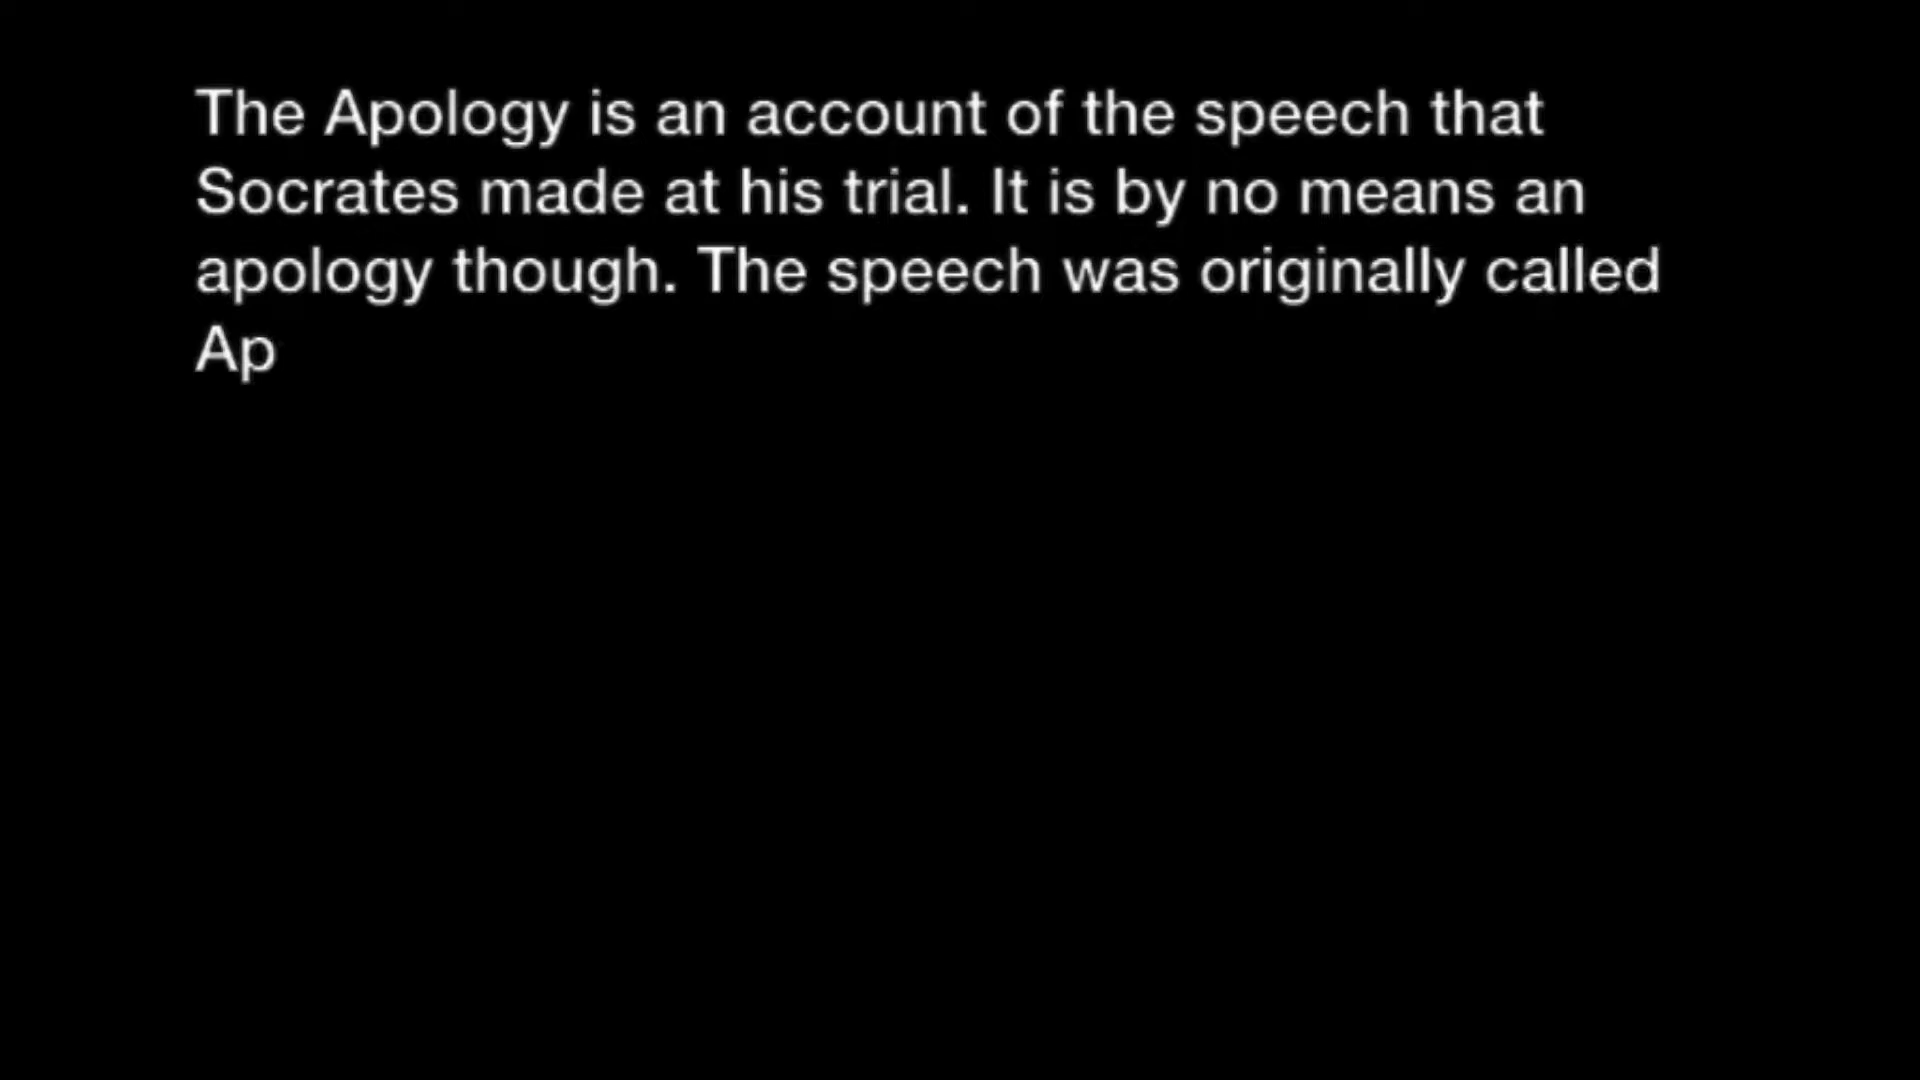 The Apology is an account of the speech that
Socrates made at his trial. It is by no means an
apology though. The speech was originally called
Ap